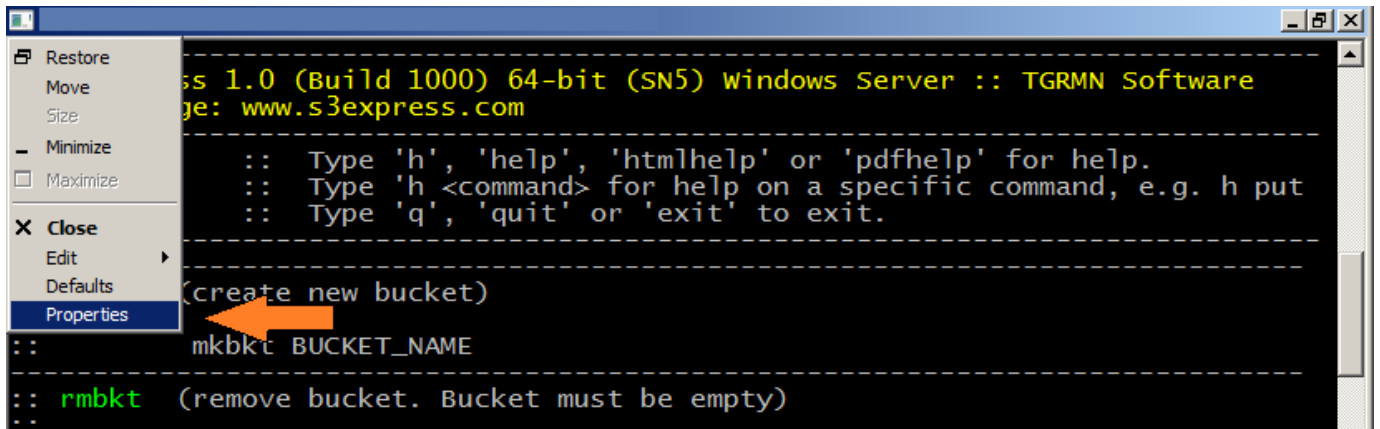 Restore
Move
Size
Minimize
Maximize
Close
Edit
Defaults
Properties
ss 1.0 (Build 1000) 64-bit (SN5) Windows Server :: TGRMN Software
ge: www.s3express.com
:: Type 'h', 'help', 'htmlhelp' or 'pdfhelp' for help.
:: Type 'h <command> for help on a specific command, e.g. h put
:: Type 'q', 'quit' or 'exit' to exit.
(create new bucket)
:: mkbkt BUCKET_NAME
:: rmbkt (remove bucket. Bucket must be empty)